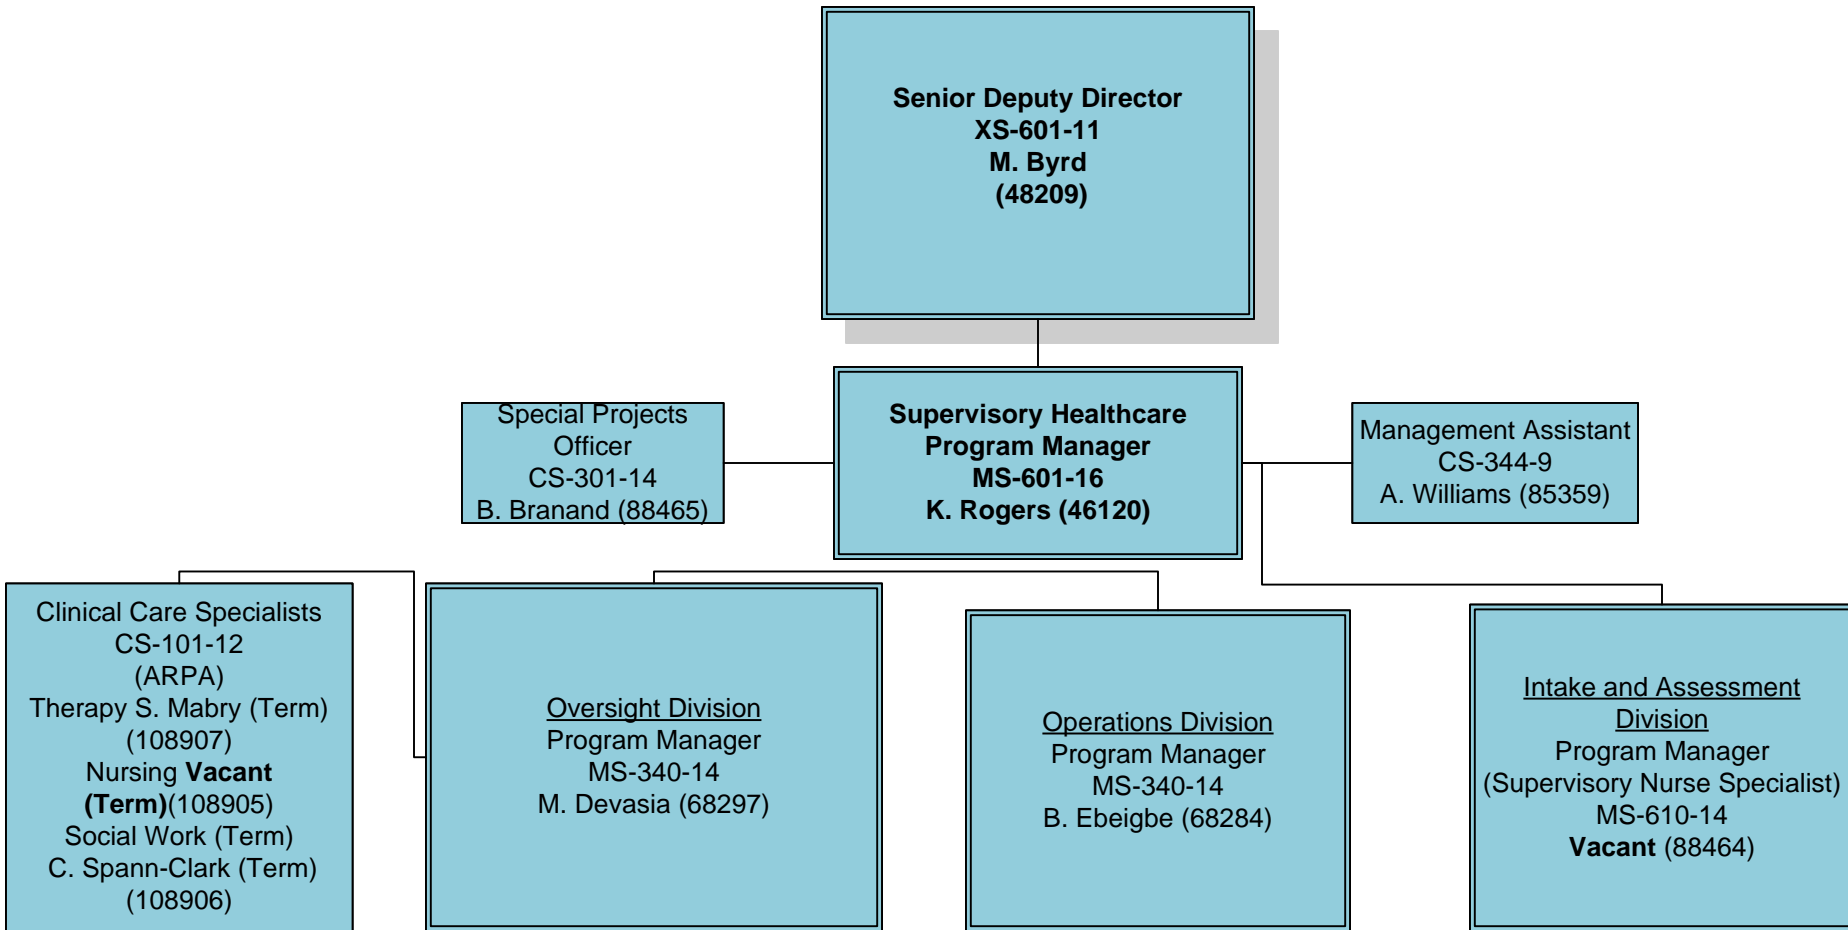 Senior Deputy Director
XS-601-11
M. Byrd
(48209)
Special Projects
Officer
CS-301-14
B. Branand (88465)
Supervisory Healthcare
Program Manager
MS-601-16
K. Rogers (46120)
Management Assistant
CS-344-9
A. Williams (85359)
Clinical Care Specialists
CS-101-12
(ARPA)
Therapy S. Mabry (Term)
(108907)
Nursing Vacant
(Term)(108905)
Social Work (Term)
C. Spann-Clark (Term)
(108906)
Oversight Division
Program Manager
MS-340-14
M. Devasia (68297)
Operations Division
Program Manager
MS-340-14
B. Ebeigbe (68284)
Intake and Assessment
Division
Program Manager
(Supervisory Nurse Specialist)
MS-610-14
Vacant (88464)